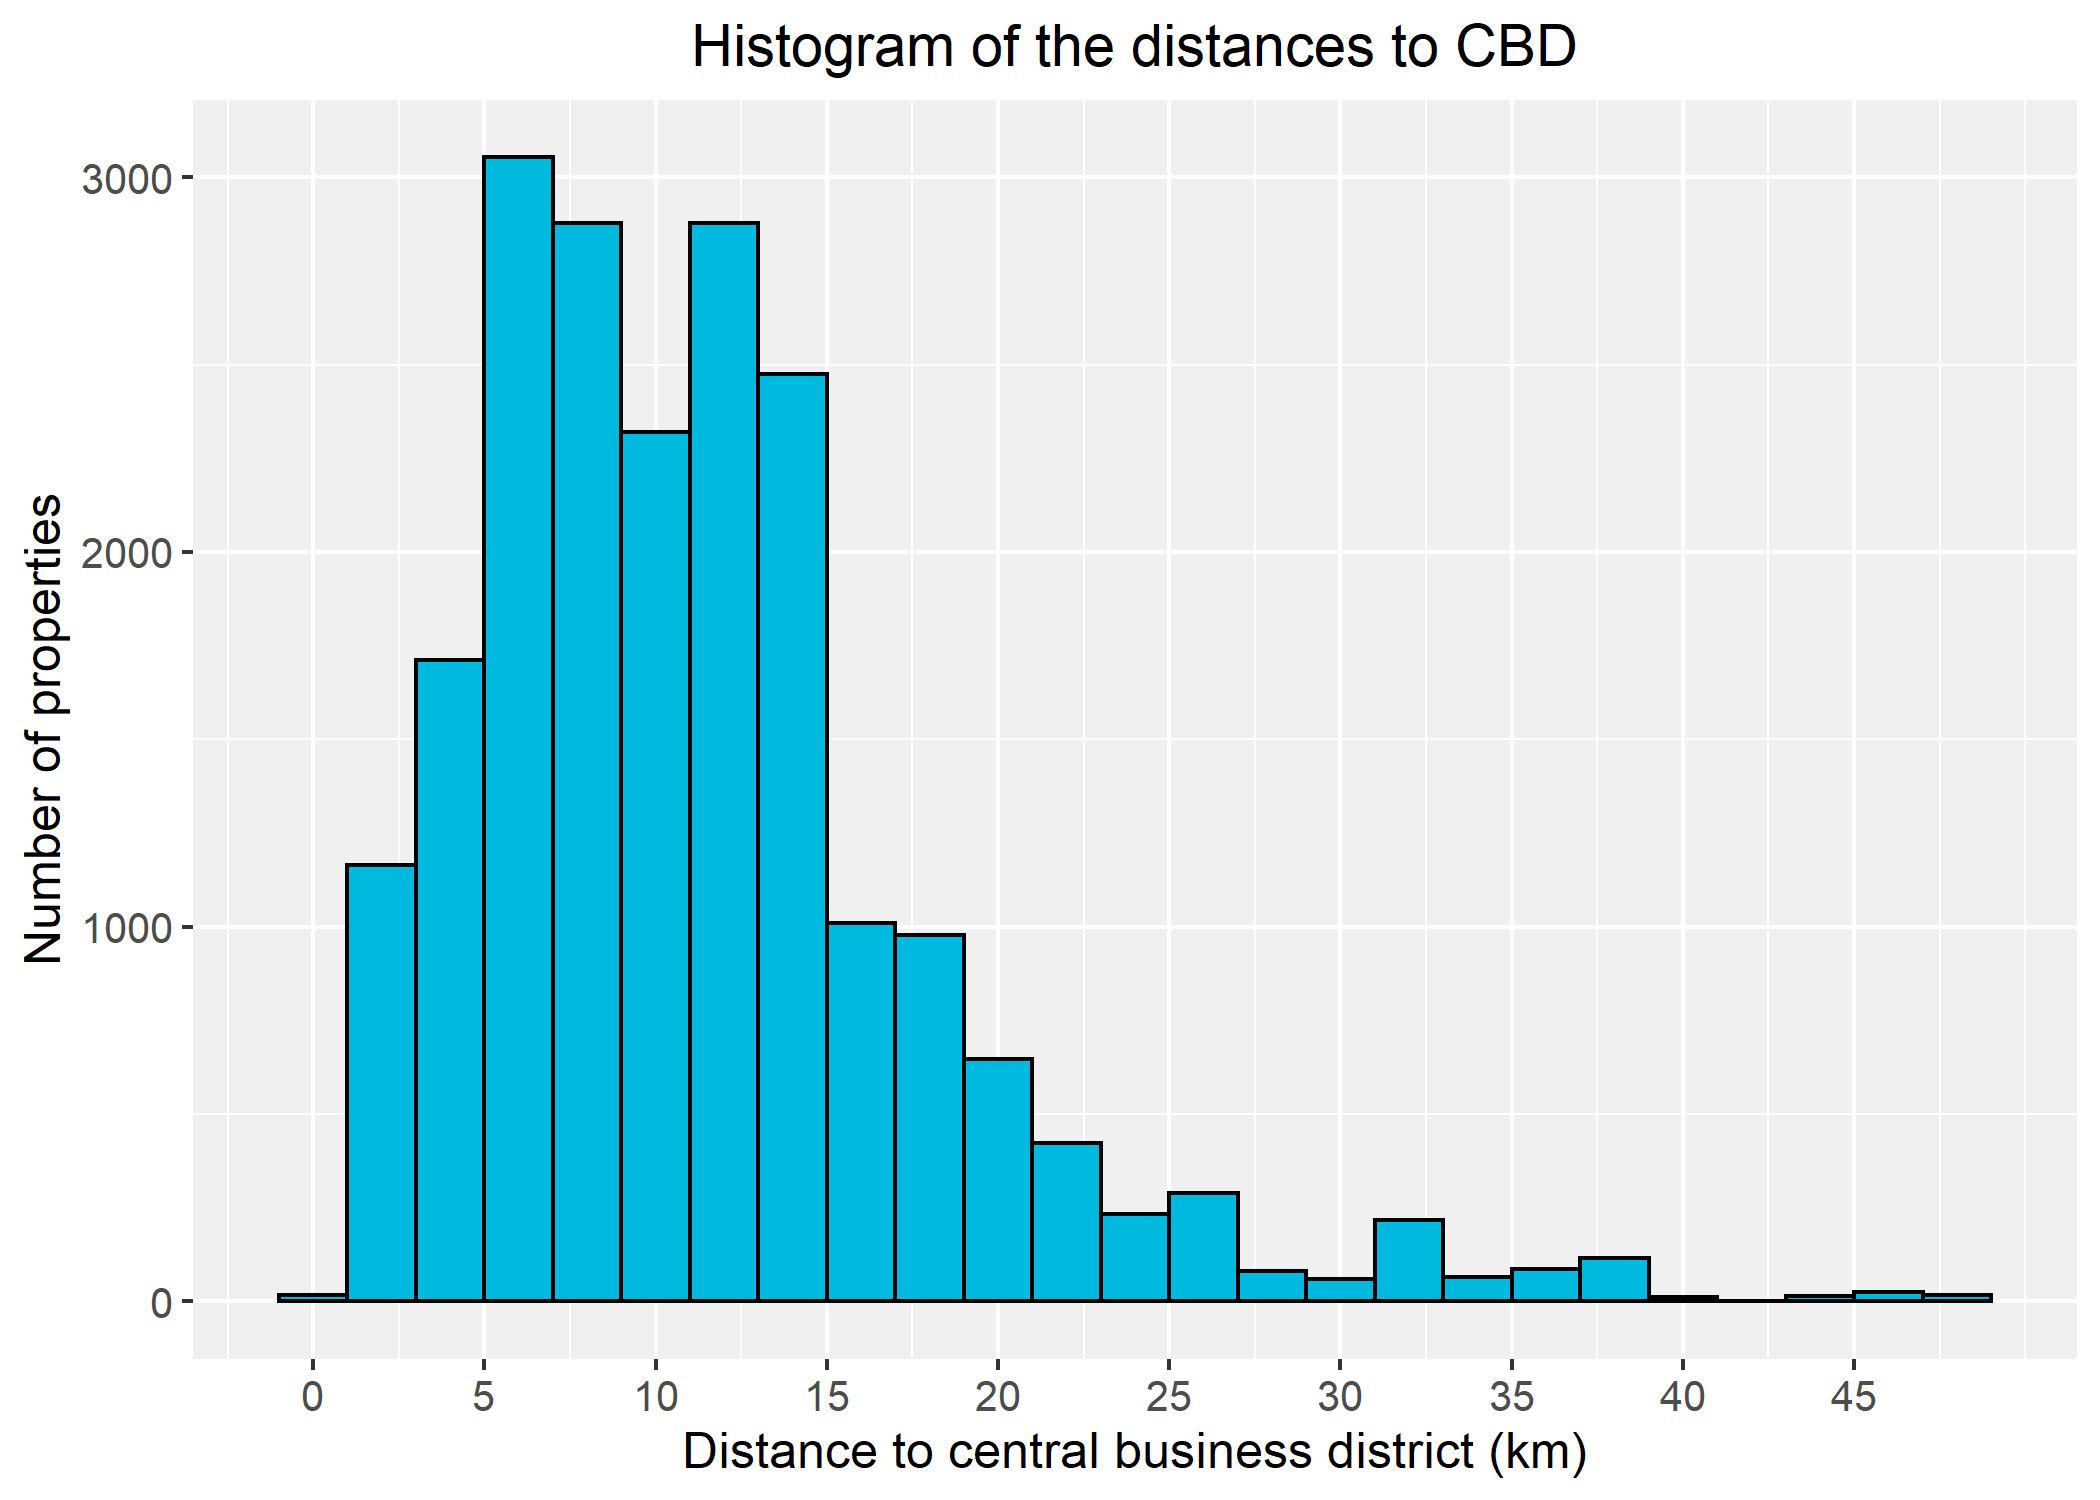 Histogram of the distances to CBD
Number of properties
3000
2000
1000
0
0 5 10 15 20 25 30 35 40 45
Distance to central business district (km)